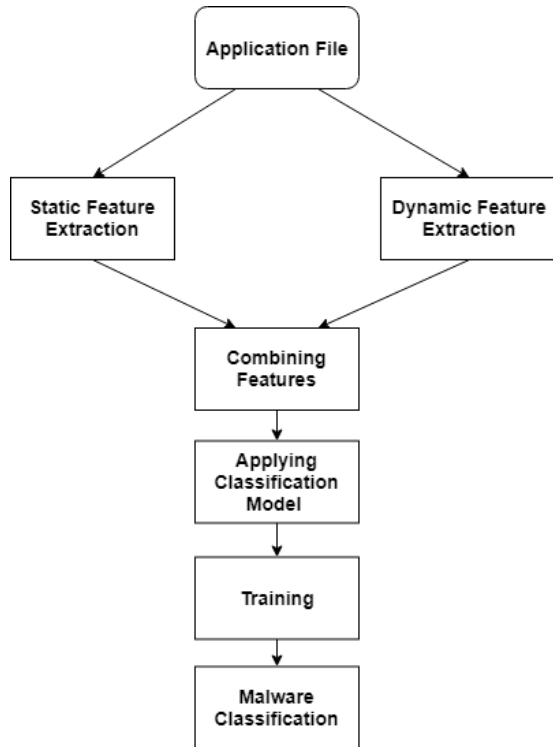 Application File
Static Feature
Extraction
Dynamic Feature
Extraction
Combining
Features
Applying
Classification
Model
Training
Malware
Classification